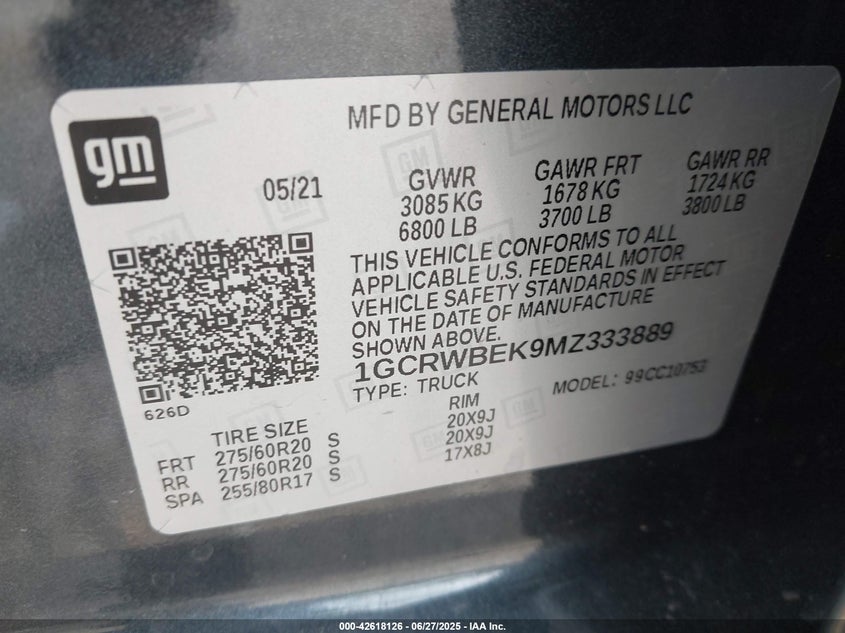 MFD BY GENERAL MOTORS LLC
gm
05/21
GVWR GAWR FRT GAWR RR
3085 KG 1678 KG 1724 KG
6800 LB 3700 LB 3800 LB
THIS VEHICLE CONFORMS TO ALL
APPLICABLE U.S. FEDERAL MOTOR
VEHICLE SAFETY STANDARDS IN EFFECT
ON THE DATE OF MANUFACTURE
SHOWN ABOVE.
1GCRWBEK9MZ333889
TYPE: TRUCK MODEL: 99CC10753
626D
TIRE SIZE RIM
FRT 275/60R20 S 20X9J
RR 275/60R20 S 20X9J
SPA 255/80R17 S 17X8J
000-42618126 - 06/27/2025 - IAA Inc.